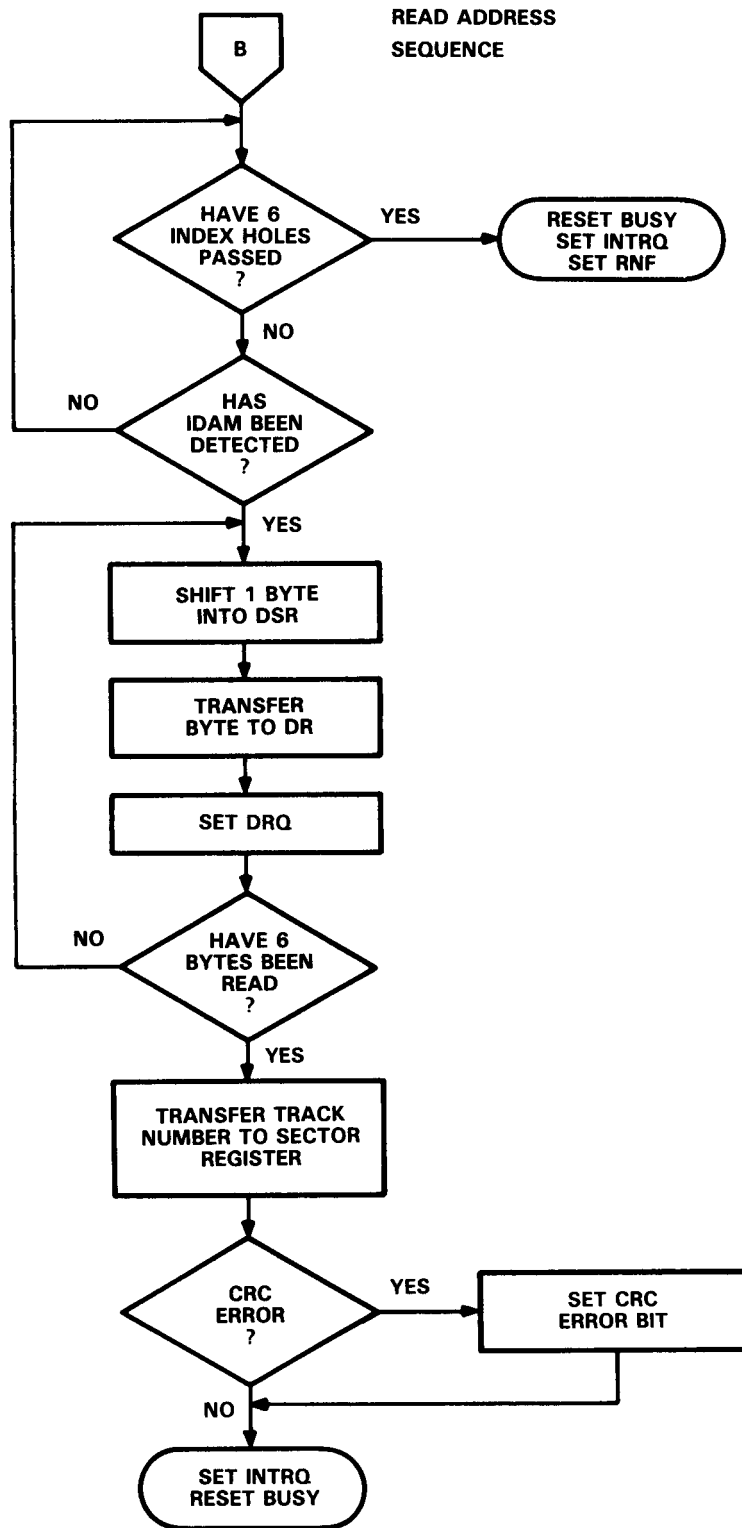 READ ADDRESS
SEQUENCE
B
HAVE 6
INDEX HOLES
PASSED
?
YES
RESET BUSY
SET INTRQ
SET RNF
NO
HAS
IDAM BEEN
DETECTED
?
NO
YES
SHIFT 1 BYTE
INTO DSR
TRANSFER
BYTE TO DR
SET DRQ
HAVE 6
BYTES BEEN
READ
?
NO
YES
TRANSFER TRACK
NUMBER TO SECTOR
REGISTER
CRC
ERROR
?
YES
SET CRC
ERROR BIT
NO
SET INTRQ
RESET BUSY